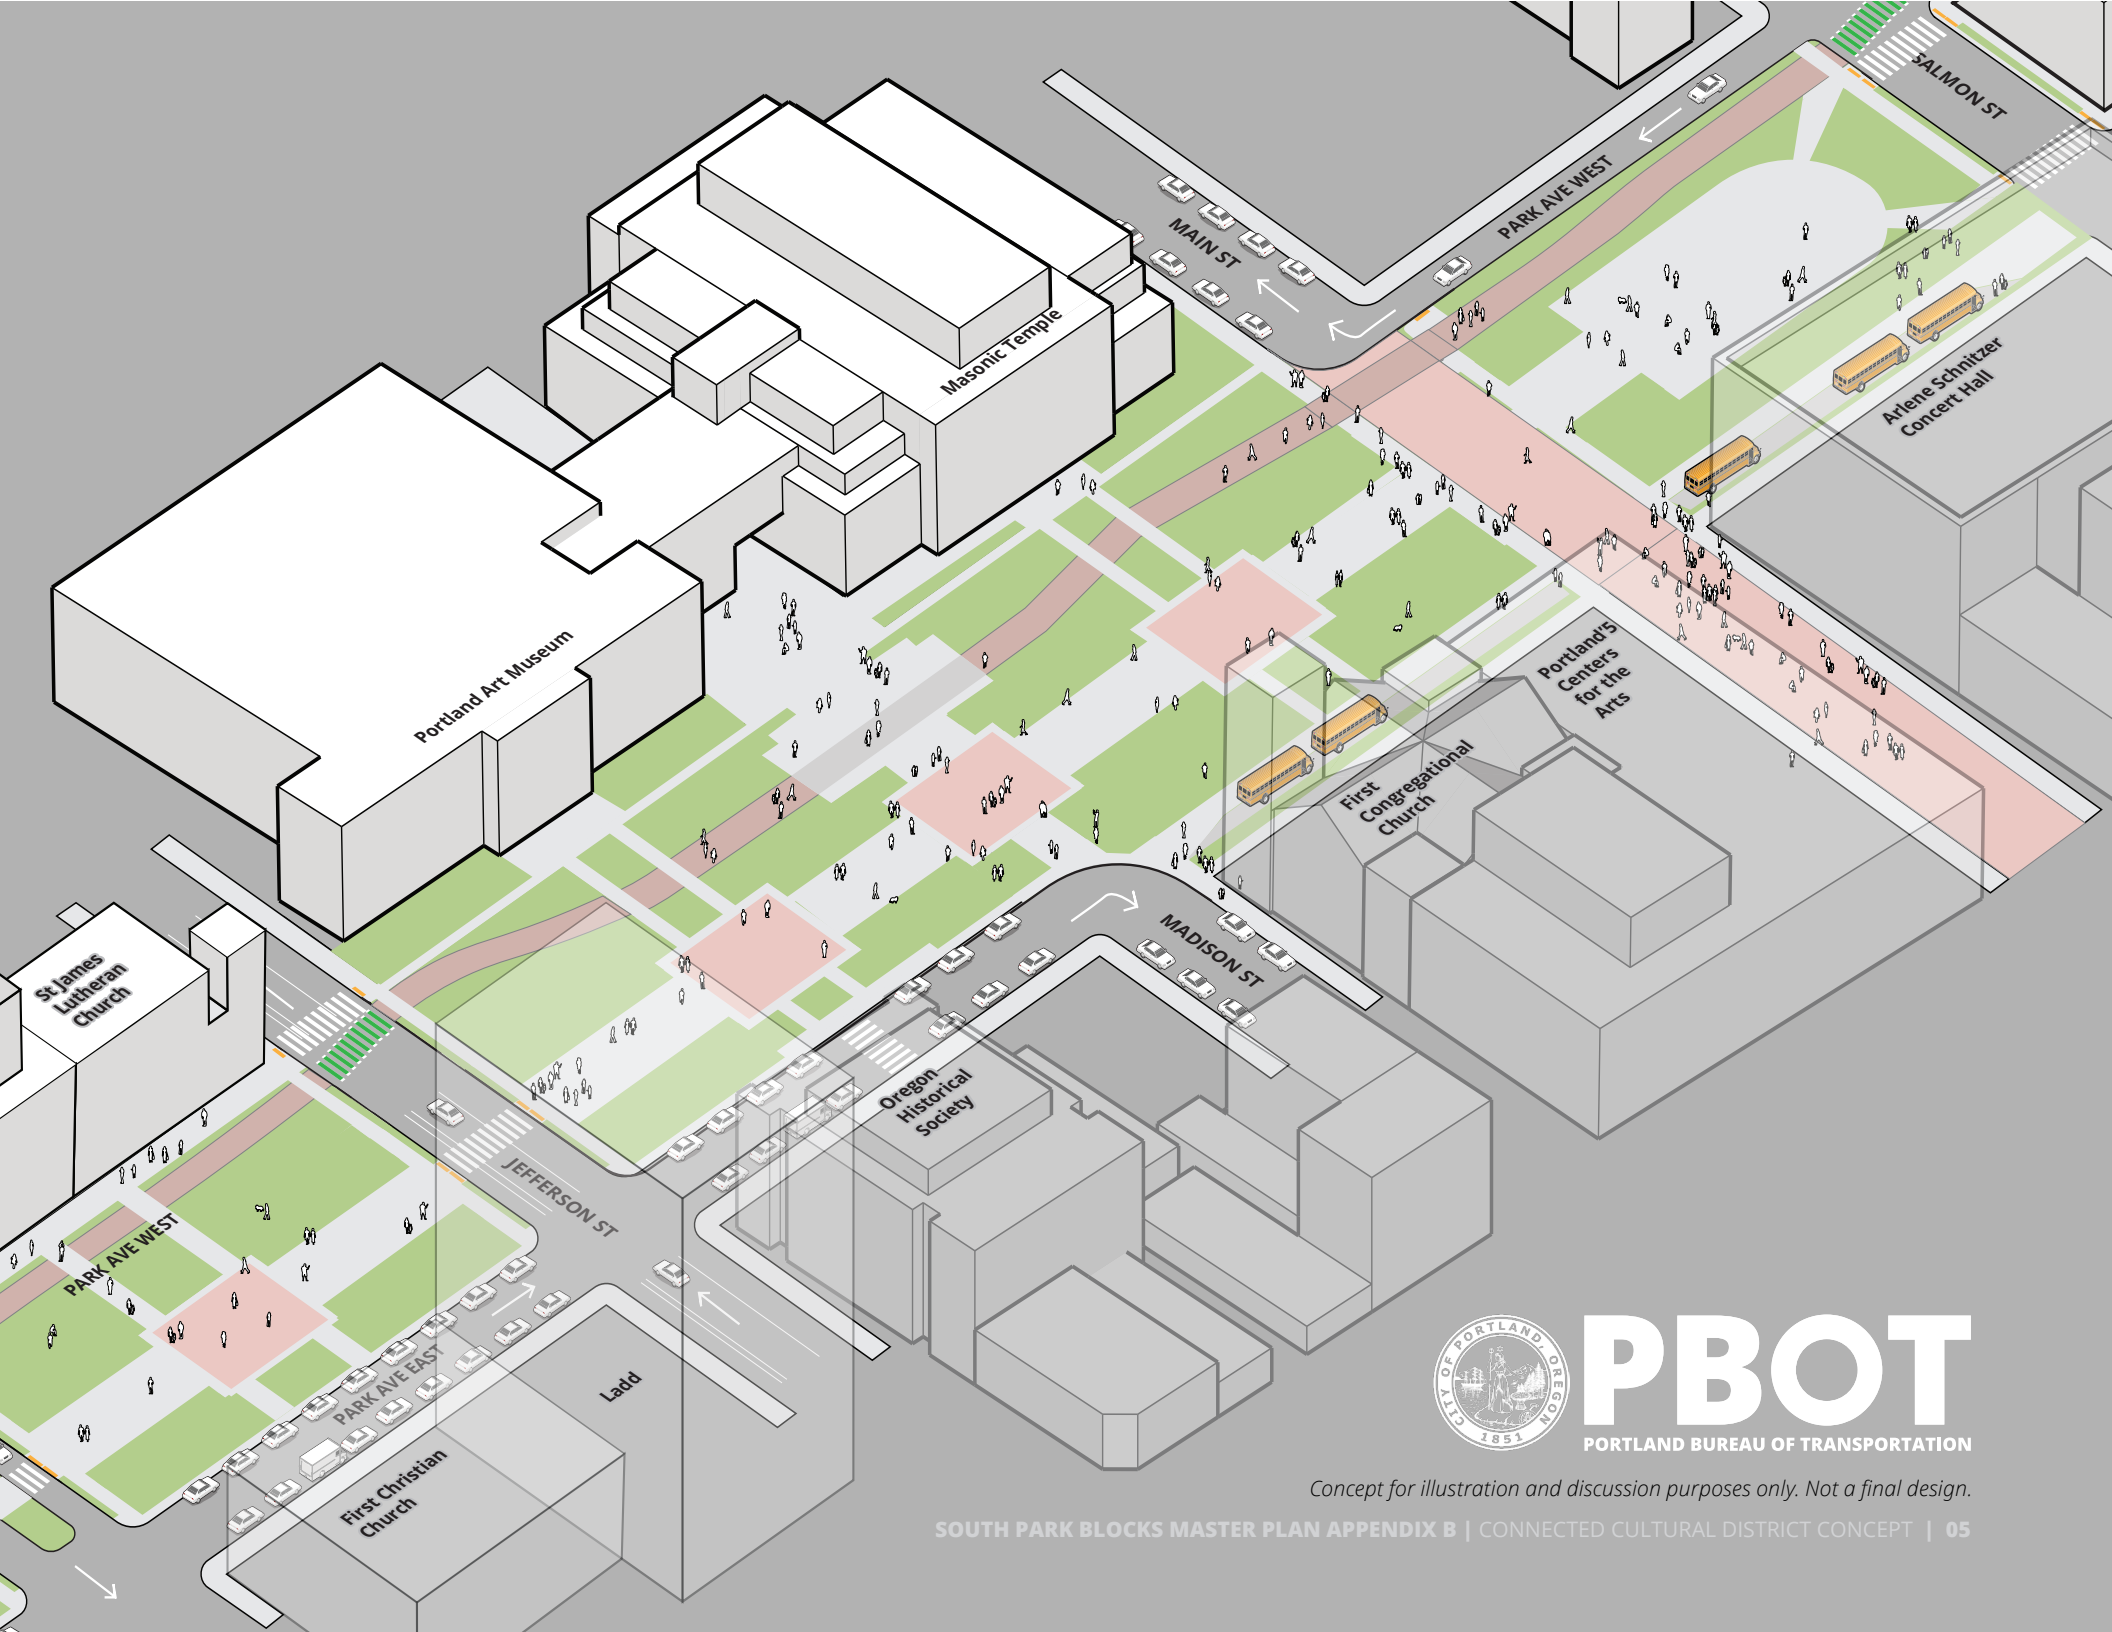 SALMON ST
PARK AVE WEST
MAIN ST
Masonic Temple
Arlene Schnitzer
Concert Hall
Portland Art Museum
Portland'5
Centers
for the
Arts
First
Congregational
Church
MADISON ST
St James
Lutheran
Church
Oregon
Historical
Society
JEFFERSON ST
PARK AVE WEST
PARK AVE EAST
Ladd
First Christian
Church
CITY OF PORTLAND, OREGON
1851
PBOT
PORTLAND BUREAU OF TRANSPORTATION
Concept for illustration and discussion purposes only. Not a final design.
SOUTH PARK BLOCKS MASTER PLAN APPENDIX B | CONNECTED CULTURAL DISTRICT CONCEPT | 05